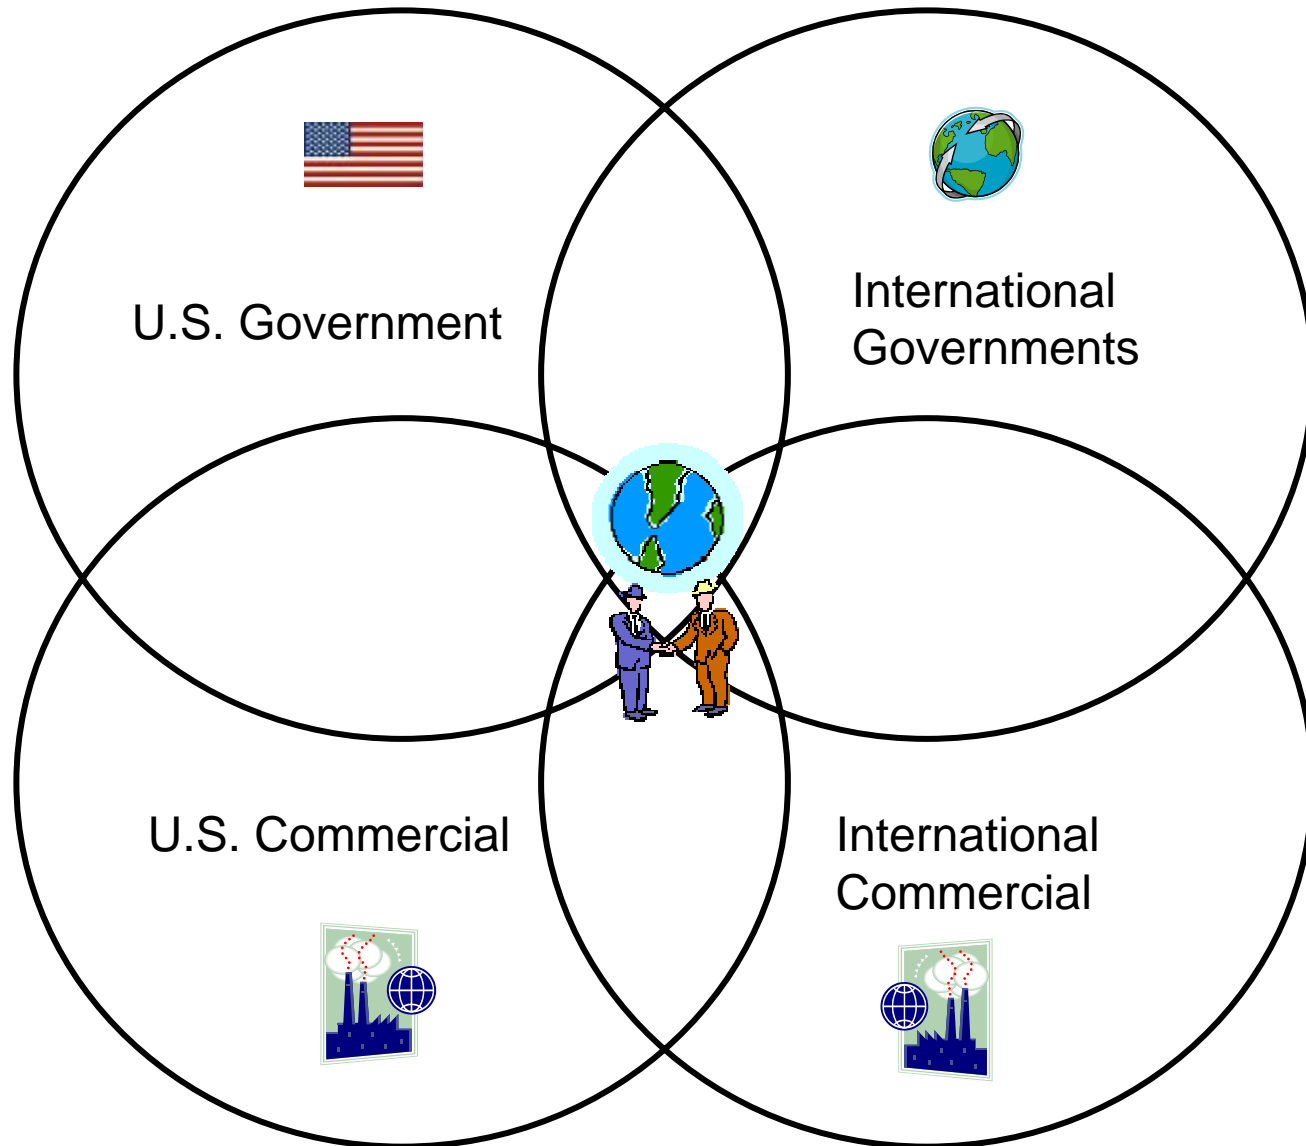 U.S. Government
International
Governments
U.S. Commercial
International
Commercial